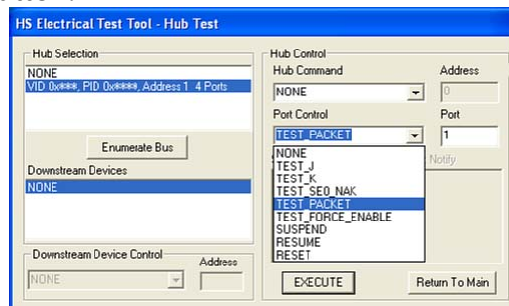 HS Electrical Test Tool - Hub Test
Hub Selection
NONE
VID 0x***, PID 0x****, Address 1 4 Ports
Enumerate Bus
Downstream Devices
NONE
Downstream Device Control
Address
NONE
Hub Control
Hub Command
Address
NONE
0
Port Control
Port
TEST_PACKET
1
Notify
NONE
TEST_J
TEST_K
TEST_SE0_NAK
TEST_PACKET
TEST_FORCE_ENABLE
SUSPEND
RESUME
RESET
EXECUTE
Return To Main